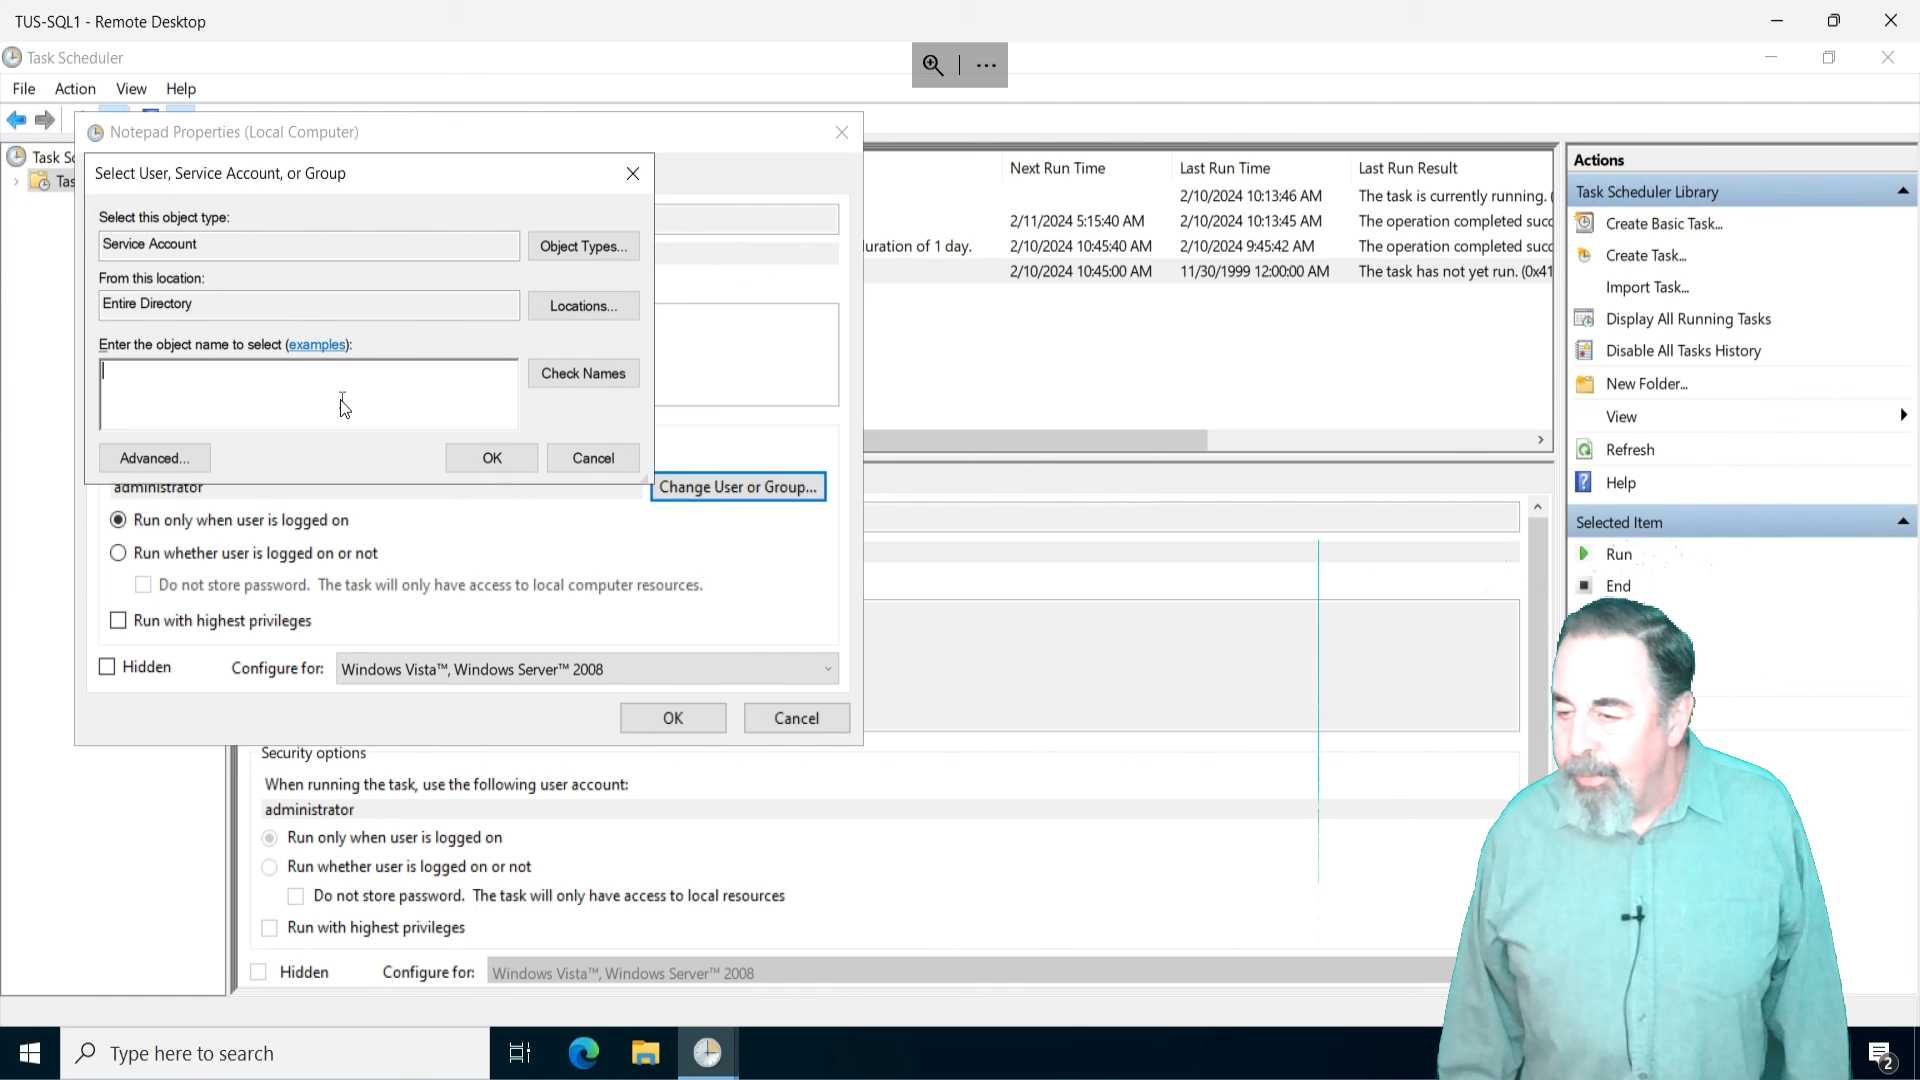 TUS-SQL1 - Remote Desktop
Task Scheduler
File Action View Help
Notepad Properties (Local Computer)
Select User, Service Account, or Group
Select this object type:
Service Account
Object Types...
From this location:
Entire Directory
Locations...
Enter the object name to select (examples):
Check Names
Advanced...
OK
Cancel
administrator
Change User or Group...
Run only when user is logged on
Run whether user is logged on or not
Do not store password. The task will only have access to local computer resources.
Run with highest privileges
Hidden
Configure for:
Windows Vista™, Windows Server™ 2008
OK
Cancel
Next Run Time Last Run Time Last Run Result
2/10/2024 10:13:46 AM The task is currently running. (
2/11/2024 5:15:40 AM 2/10/2024 10:13:45 AM The operation completed succ
uration of 1 day. 2/10/2024 10:45:40 AM 2/10/2024 9:45:42 AM The operation completed succ
2/10/2024 10:45:00 AM 11/30/1999 12:00:00 AM The task has not yet run. (0x41
Security options
When running the task, use the following user account:
administrator
Run only when user is logged on
Run whether user is logged on or not
Do not store password. The task will only have access to local resources
Run with highest privileges
Hidden
Configure for:
Windows Vista™, Windows Server™ 2008
Actions
Task Scheduler Library
Create Basic Task...
Create Task...
Import Task...
Display All Running Tasks
Disable All Tasks History
New Folder...
View
Refresh
Help
Selected Item
Run
End
Type here to search
2